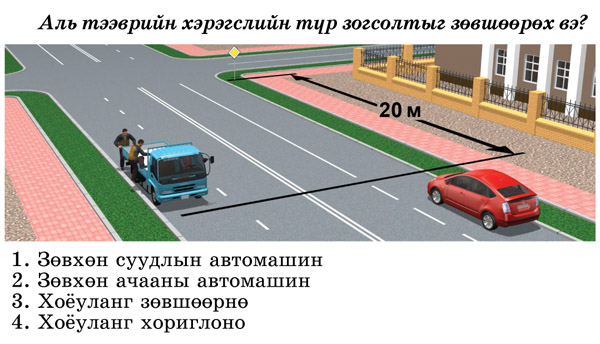 Аль тээврийн хэрэгслийн түр зогсолтыг зөвшөөрөх вэ?
20 м
1. Зөвхөн суудлын автомашин
2. Зөвхөн ачааны автомашин
3. Хоёуланг зөвшөөрнө
4. Хоёуланг хориглоно